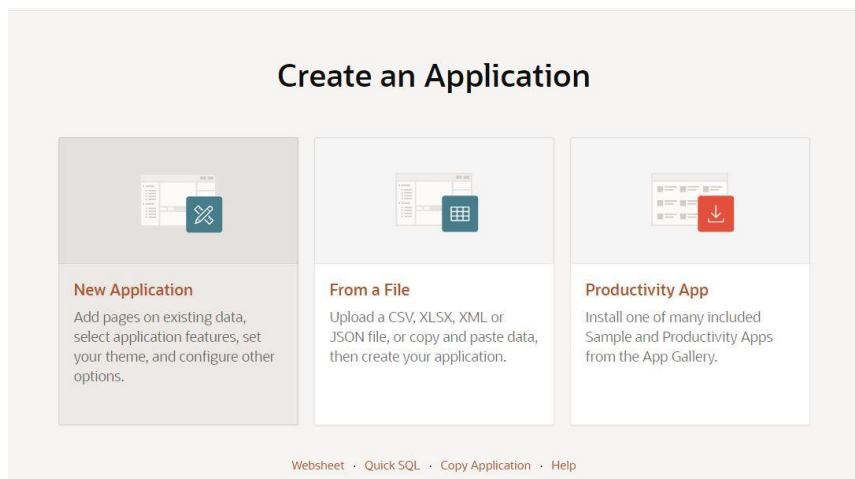 Create an Application
New Application
Add pages on existing data,
select application features, set
your theme, and configure other
options.
From a File
Upload a CSV, XLSX, XML or
JSON file, or copy and paste data,
then create your application.
Productivity App
Install one of many included
Sample and Productivity Apps
from the App Gallery.
Websheet · Quick SQL · Copy Application · Help